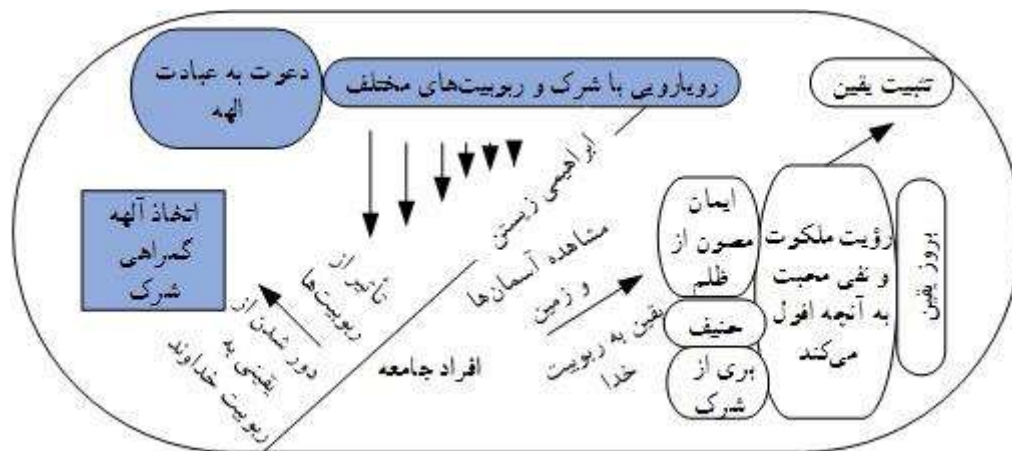 دعوت به عبادت
الهه
رویارویی با شرک و ربوبیت‌های مختلف
تثبیت یقین
ابراهیمی زیستی
مشاهده آسمان‌ها
و زمین
یقین به ربوبیت
خدا
ایمان
مصون از
ظلم
حنیف
بری از
شرک
رؤیت ملکوت
و نفی محبت
به آنچه افول
می‌کند
بروز یقین
اتخاذ آلهه
گمراهی
شرک
تأثیر از
ربوبیت‌ها
دور شدن از
یقینی به
ربوبیت خداوند
افراد جامعه